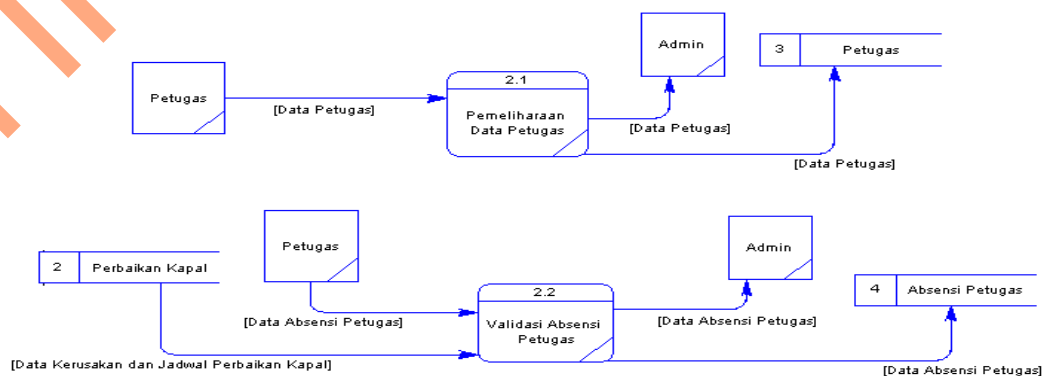 Petugas
[Data Petugas]
2.1
Pemeliharaan
Data Petugas
Admin
[Data Petugas]
3 Petugas
[Data Petugas]
2 Perbaikan Kapal
[Data Kerusakan dan Jadwal Perbaikan Kapal]
Petugas
[Data Absensi Petugas]
2.2
Validasi Absensi
Petugas
Admin
[Data Absensi Petugas]
4 Absensi Petugas
[Data Absensi Petugas]